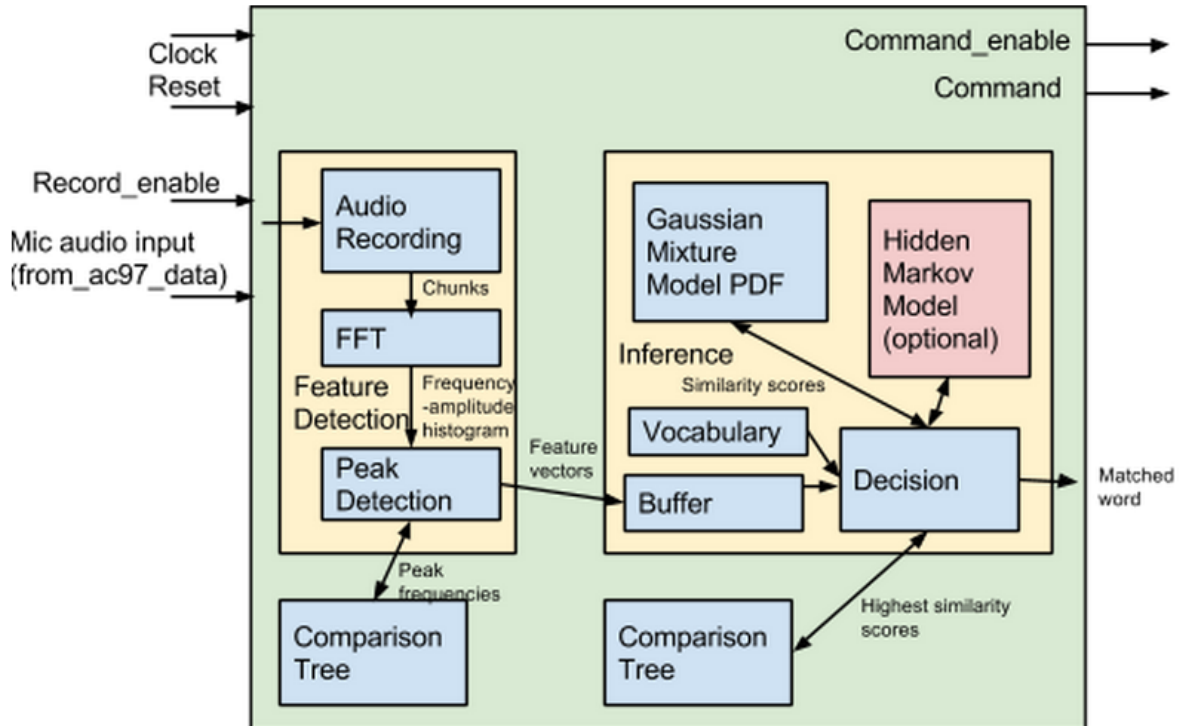 Clock
Reset
Record_enable
Mic audio input
(from_ac97_data)
Command_enable
Command
Audio
Recording
Chunks
FFT
Feature
Detection
Frequency
-amplitude
histogram
Peak
Detection
Peak
frequencies
Comparison
Tree
Feature
vectors
Gaussian
Mixture
Model PDF
Hidden
Markov
Model
(optional)
Inference
Similarity scores
Vocabulary
Buffer
Decision
Matched
word
Highest similarity
scores
Comparison
Tree